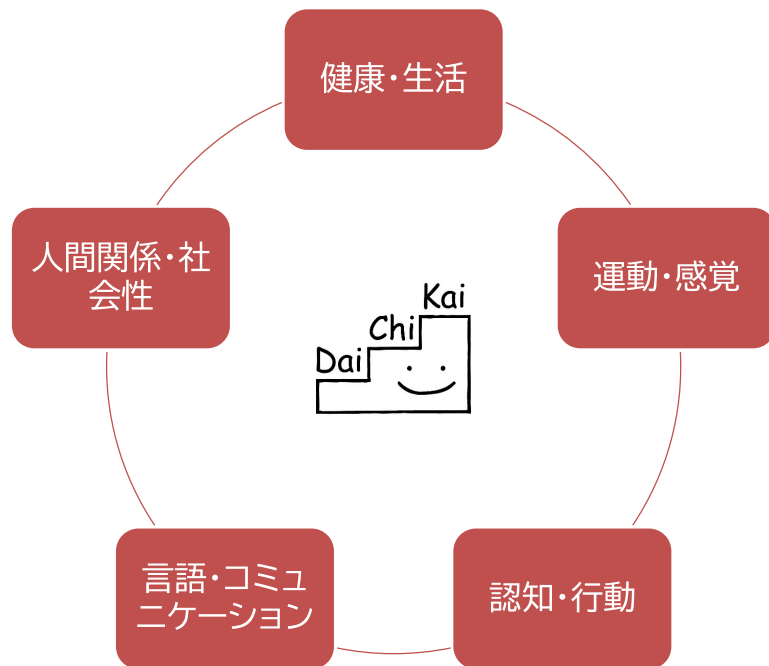 健康・生活
運動・感覚
認知・行動
言語・コミュ
ニケーション
人間関係・社
会性
Dai
Chi
Kai